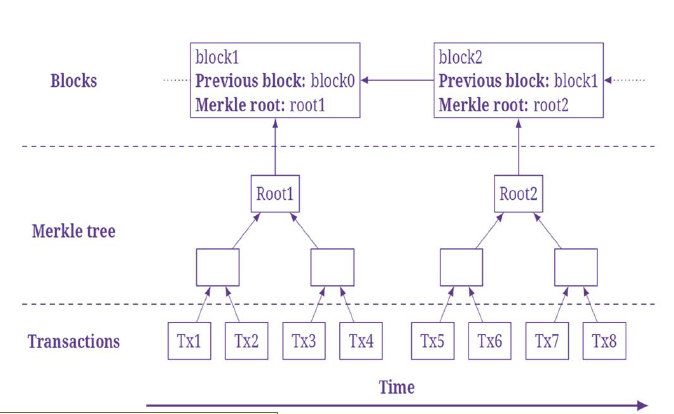 block1
Previous block: block0
Merkle root: root1
block2
Previous block: block1
Merkle root: root2
Blocks
Root1
Root2
Merkle tree
Transactions
Tx1 Tx2 Tx3 Tx4 Tx5 Tx6 Tx7 Tx8
Time